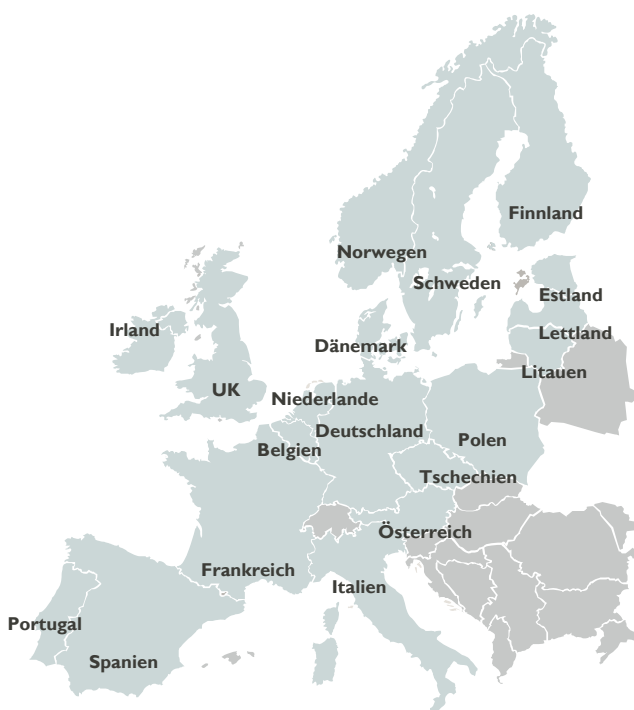 Finnland
Norwegen
Schweden
Estland
Irland
Lettland
Dänemark
Litauen
UK
Niederlande
Deutschland
Polen
Belgien
Tschechien
Österreich
Frankreich
Italien
Portugal
Spanien